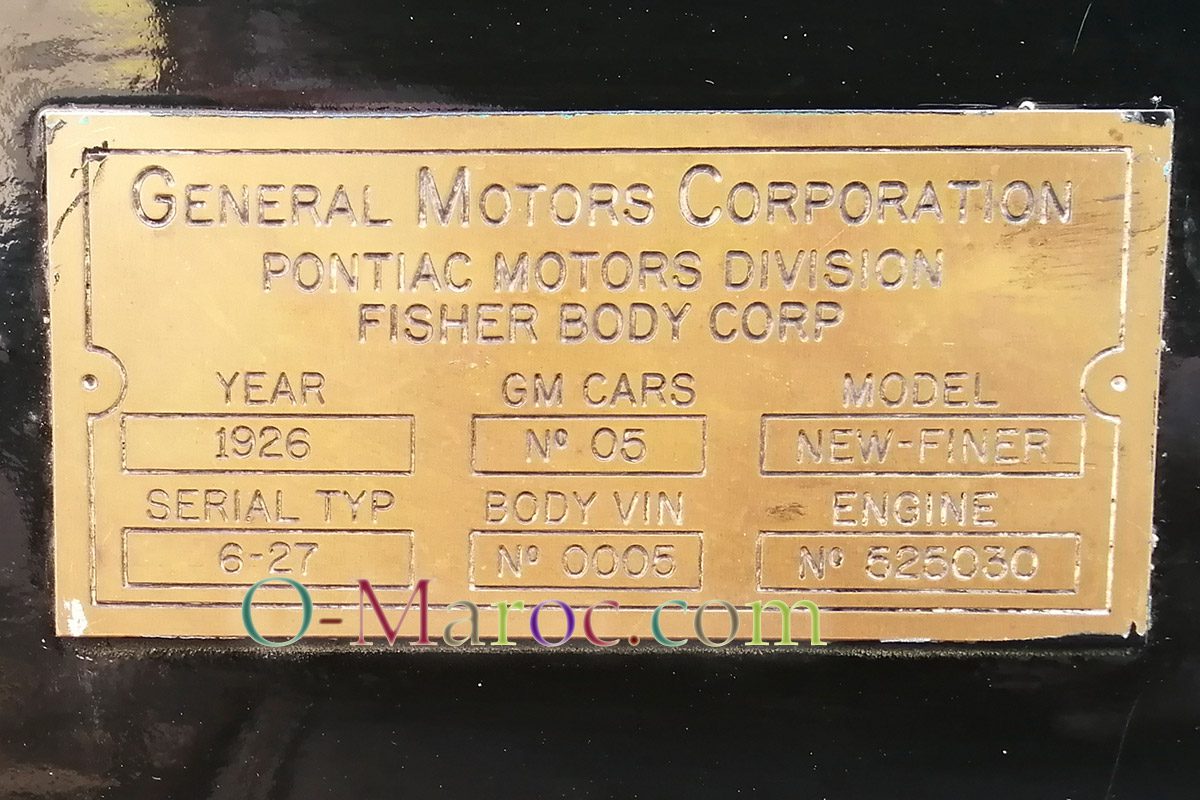 GENERAL MOTORS CORPORATION
PONTIAC MOTORS DIVISION
FISHER BODY CORP
YEAR GM CARS MODEL
1926 Nº 05 NEW-FINER
SERIAL TYP BODY VIN ENGINE
6-27 Nº 0005 Nº 525030
O-Maroc.com